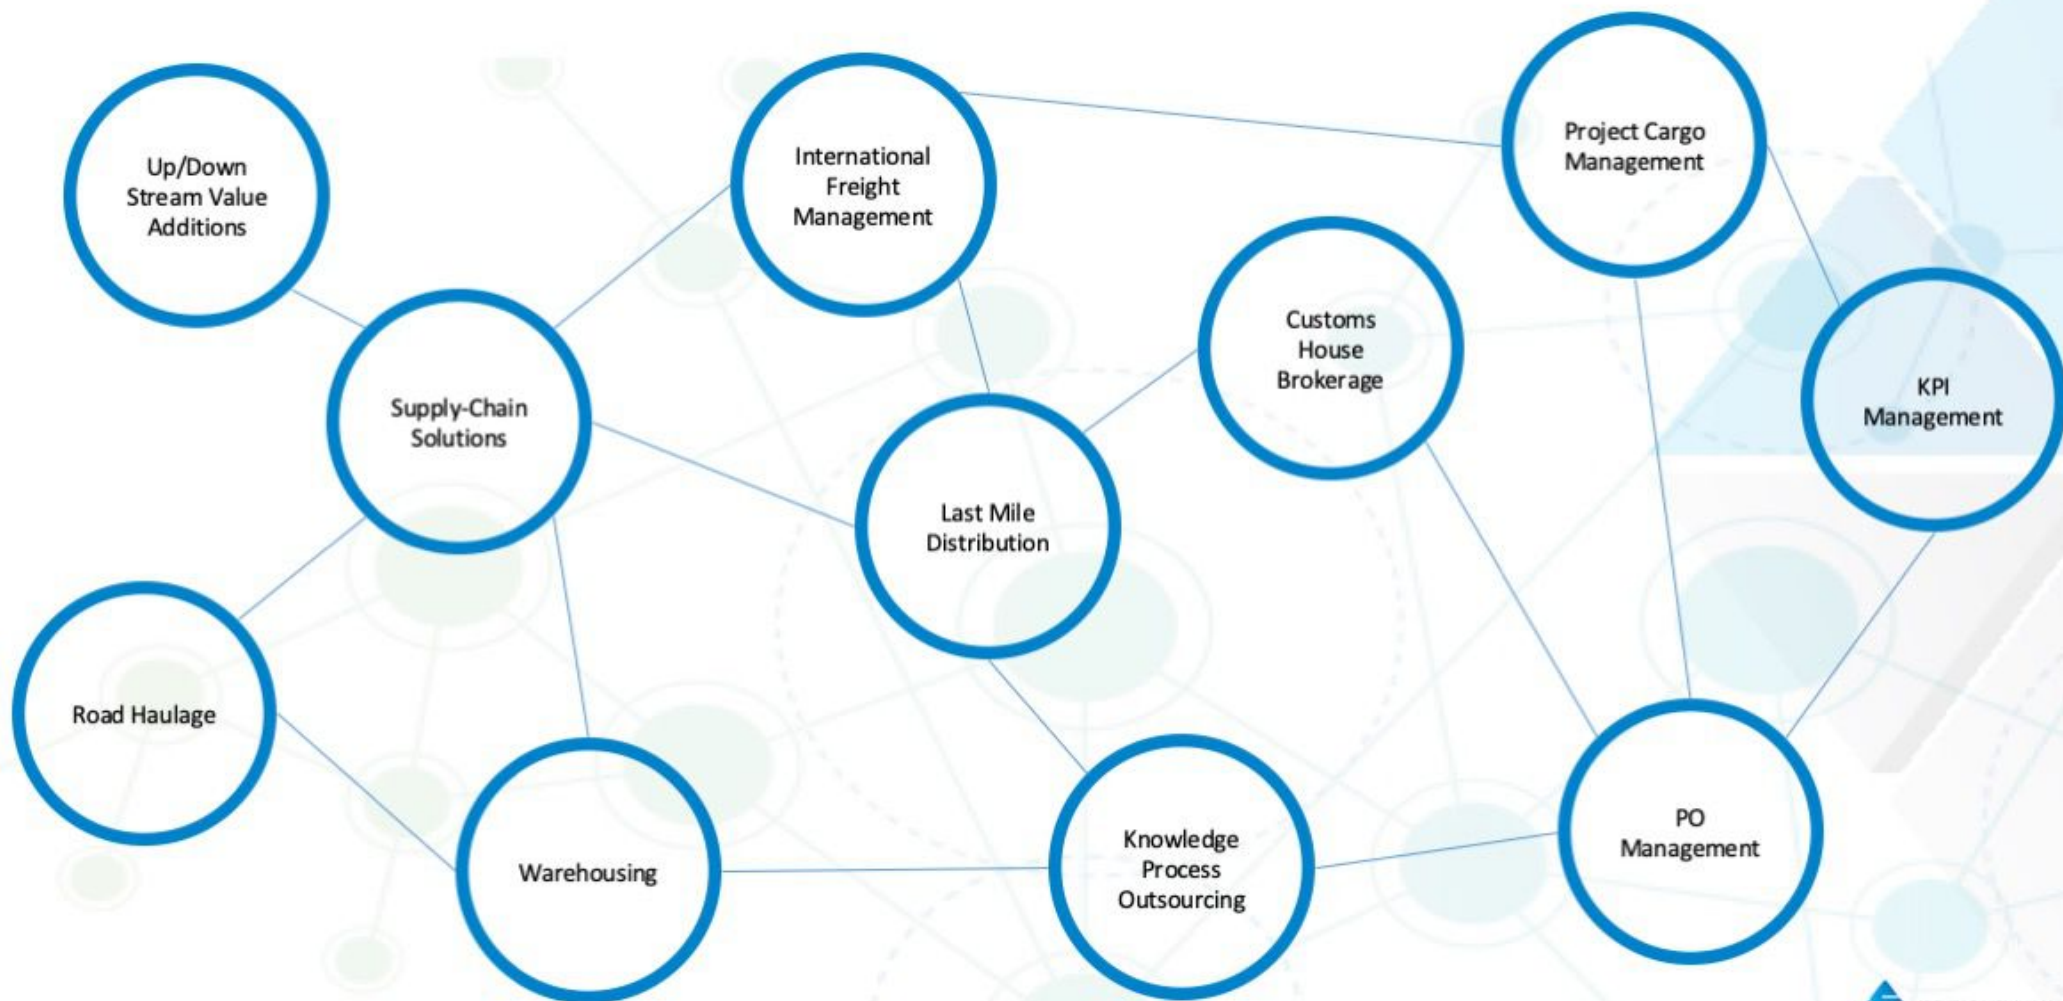 Up/Down
Stream Value
Additions
International
Freight
Management
Project Cargo
Management
Customs
House
Brokerage
Supply-Chain
Solutions
KPI
Management
Last Mile
Distribution
Road Haulage
Warehousing
Knowledge
Process
Outsourcing
PO
Management